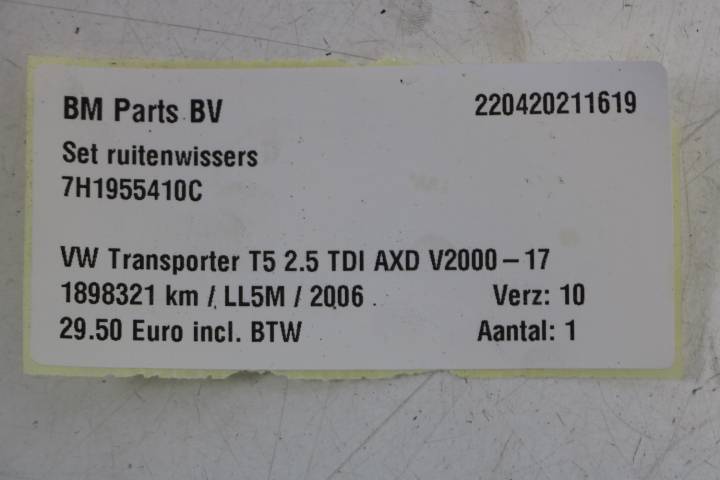 BM Parts BV 220420211619
Set ruitenwissers
7H1955410C
VW Transporter T5 2.5 TDI AXD V2000-17
1898321 km / LL5M / 2006 Verz: 10
29.50 Euro incl. BTW Aantal: 1